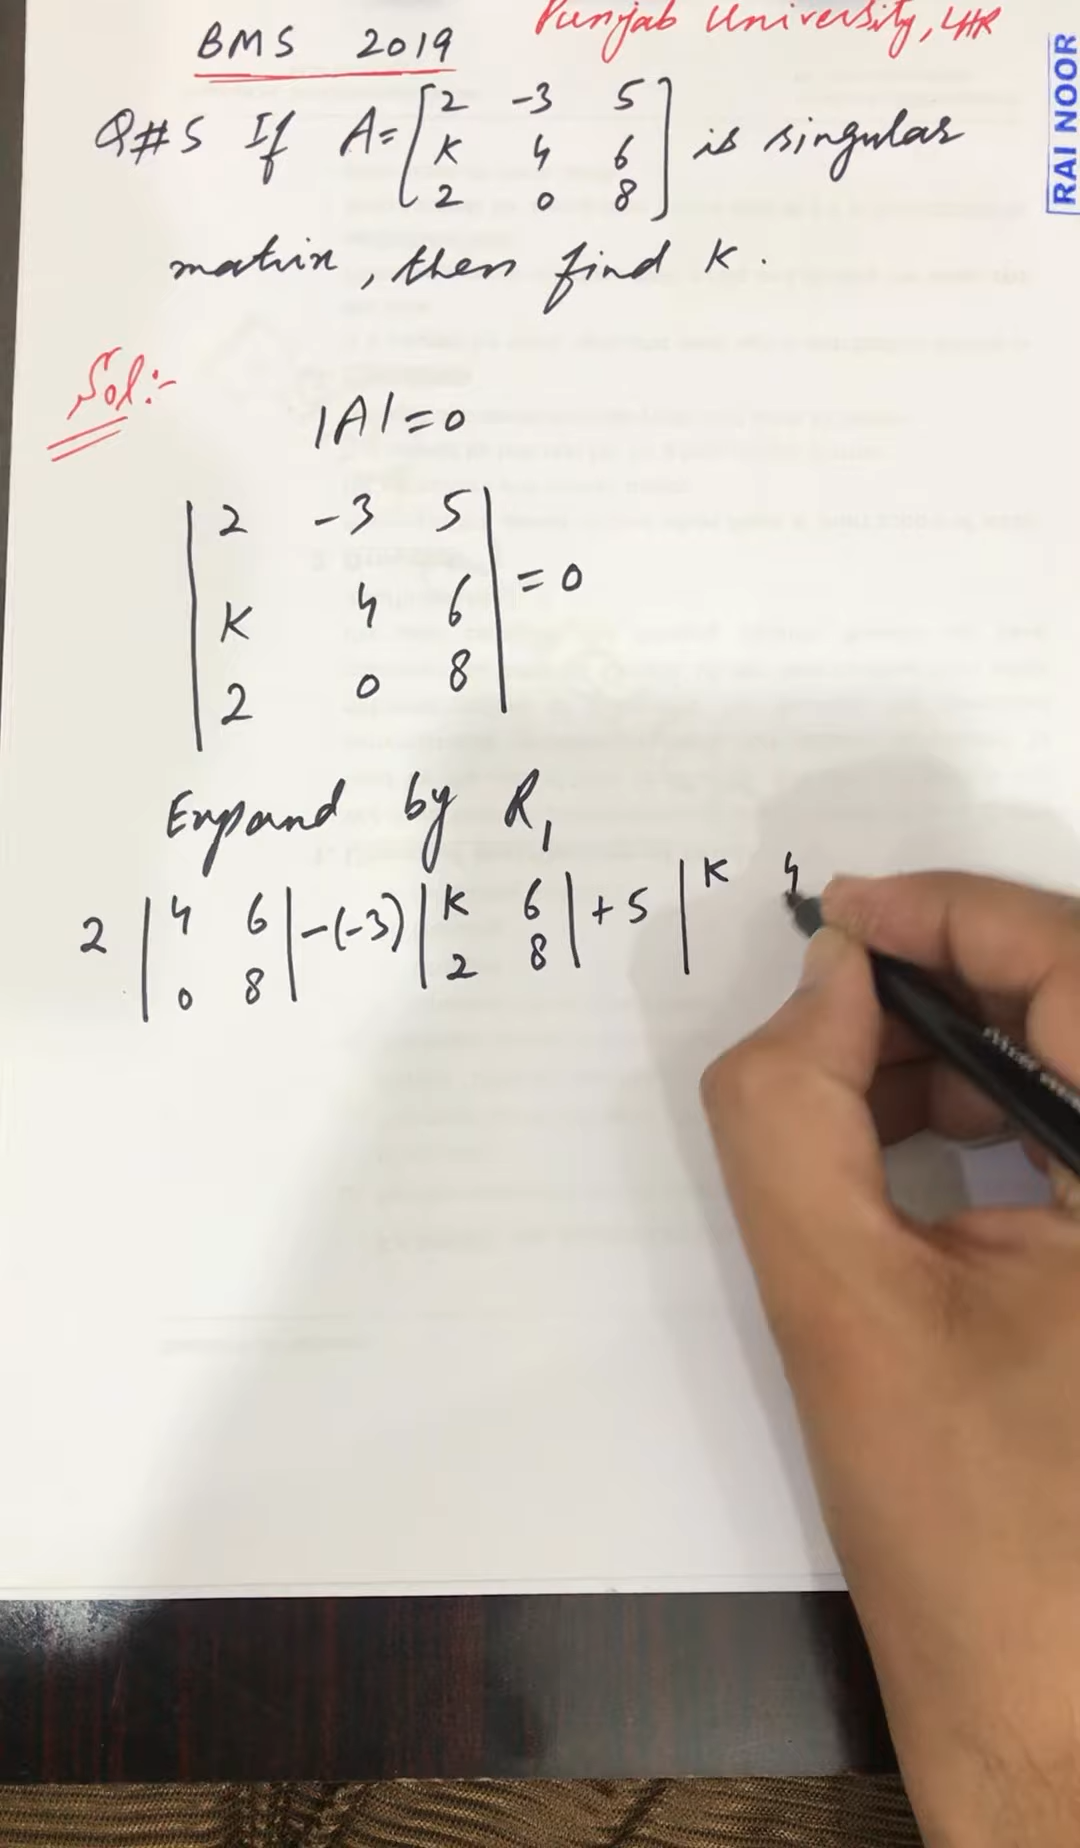 BMS 2019 Punjab University, LHR
RAI NOOR
Q#5 If A=[2 -3 5
K 4 6
2 0 8] is singular
matrix, then find K.
Sol:-
|A|=0
|2 -3 5
K 4 6
2 0 8|=0
Expand by R₁
2|4 6
0 8|-(-3)|K 6
2 8|+5|K 4